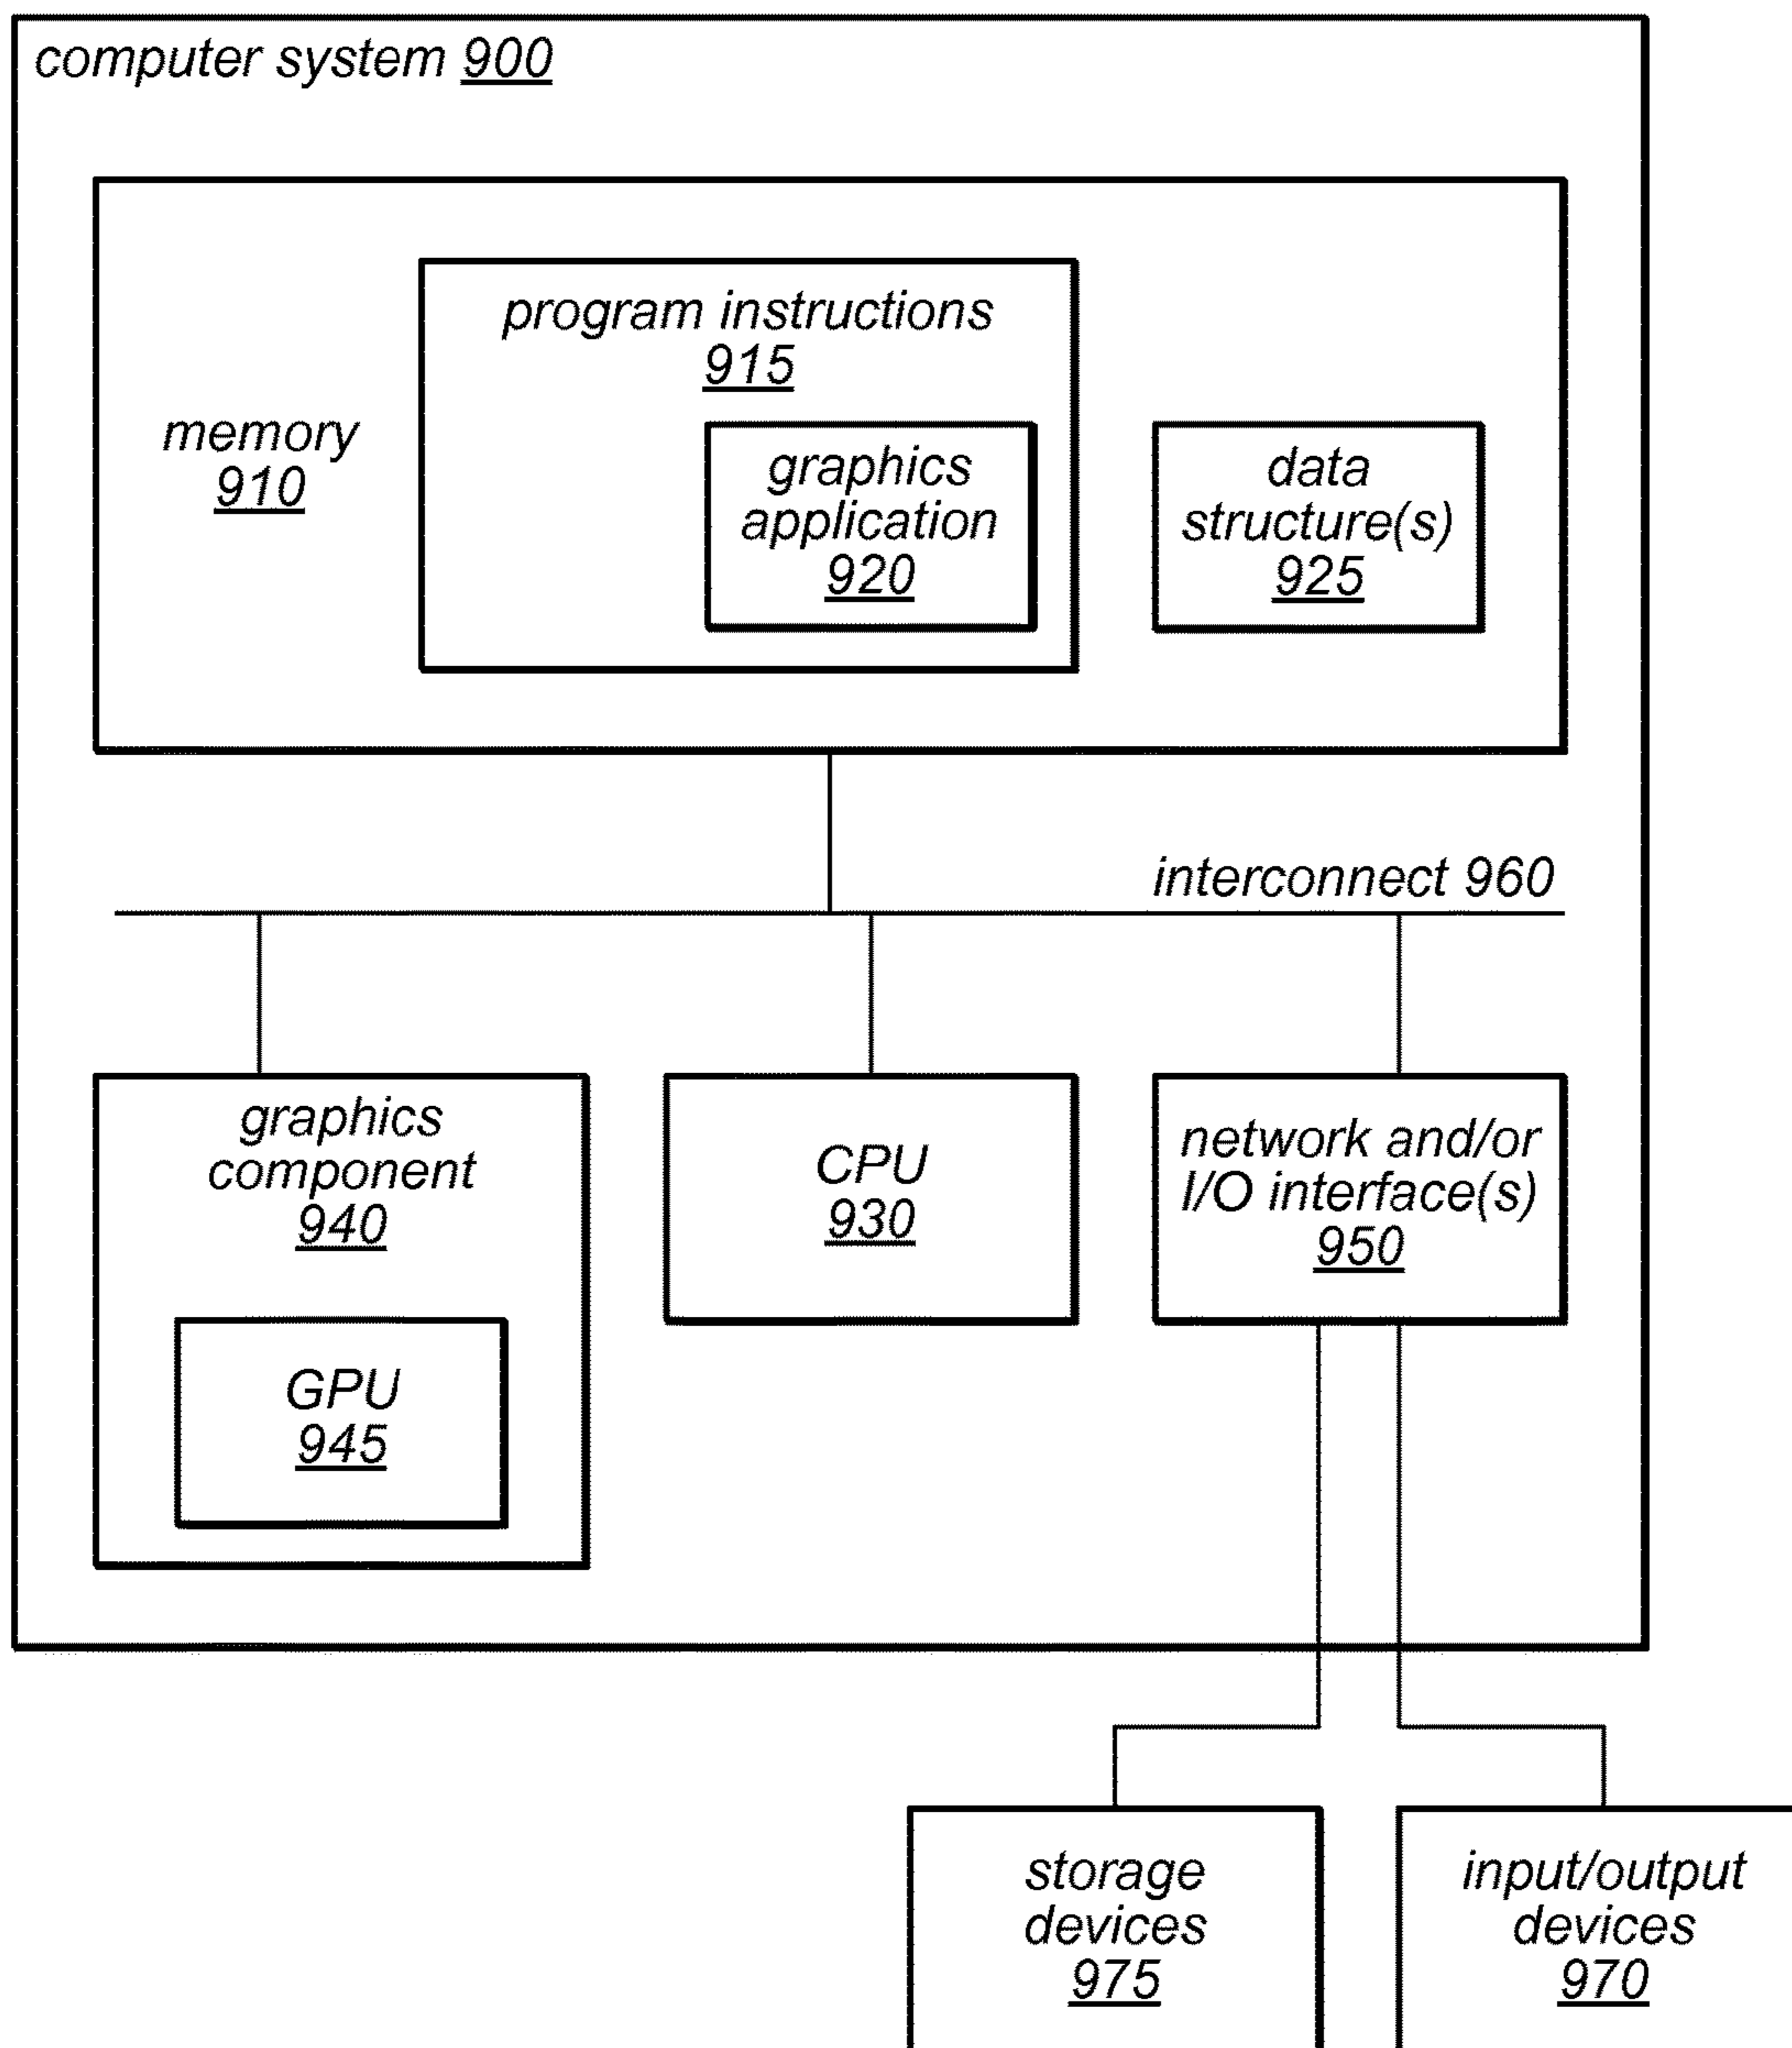 computer system 900
program instructions
915
memory
910
graphics
application
920
data
structure(s)
925
interconnect 960
graphics
component
940
CPU
930
network and/or
I/O interface(s)
950
GPU
945
storage
devices
975
input/output
devices
970